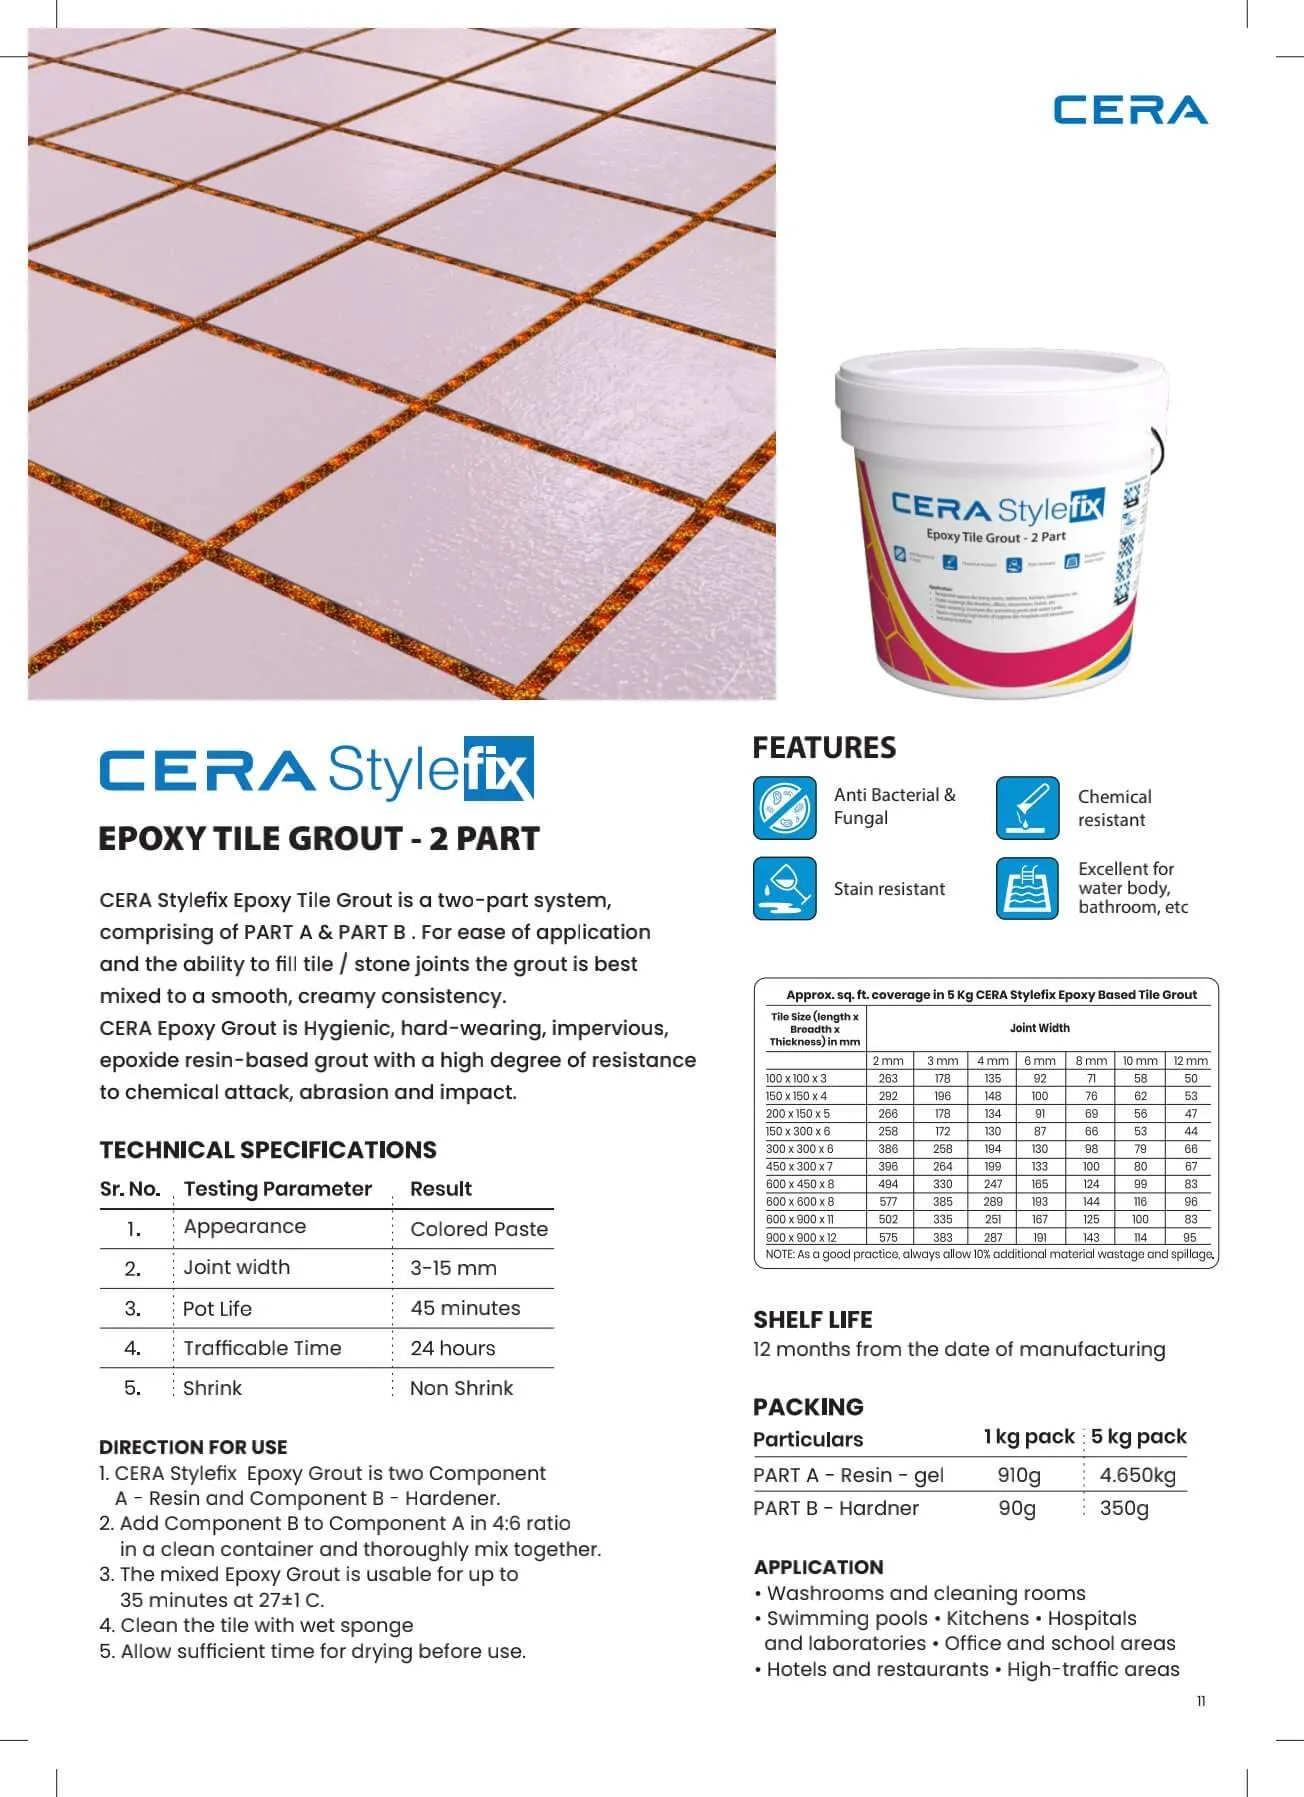 CERA
CERA Stylefix
Epoxy Tile Grout - 2 Part
CERA Stylefix
EPOXY TILE GROUT - 2 PART
CERA Stylefix Epoxy Tile Grout is a two-part system,
comprising of PART A & PART B . For ease of application
and the ability to fill tile / stone joints the grout is best
mixed to a smooth, creamy consistency.
CERA Epoxy Grout is Hygienic, hard-wearing, impervious,
epoxide resin-based grout with a high degree of resistance
to chemical attack, abrasion and impact.
TECHNICAL SPECIFICATIONS
Sr. No. Testing Parameter Result
1. Appearance Colored Paste
2. Joint width 3-15 mm
3. Pot Life 45 minutes
4. Trafficable Time 24 hours
5. Shrink Non Shrink
DIRECTION FOR USE
1. CERA Stylefix Epoxy Grout is two Component
A - Resin and Component B - Hardener.
2. Add Component B to Component A in 4:6 ratio
in a clean container and thoroughly mix together.
3. The mixed Epoxy Grout is usable for up to
35 minutes at 27±1 C.
4. Clean the tile with wet sponge
5. Allow sufficient time for drying before use.
FEATURES
Anti Bacterial &
Fungal
Chemical
resistant
Stain resistant
Excellent for
water body,
bathroom, etc
Approx. sq. ft. coverage in 5 Kg CERA Stylefix Epoxy Based Tile Grout
Tile Size (length x
Breadth x
Thickness) in mm
Joint Width
2 mm 3 mm 4 mm 6 mm 8 mm 10 mm 12 mm
100 x 100 x 3 263 178 135 92 71 58 50
150 x 150 x 4 292 196 148 100 76 62 53
200 x 150 x 5 266 178 134 91 69 56 47
150 x 300 x 6 258 172 130 87 66 53 44
300 x 300 x 6 386 258 194 130 98 79 66
450 x 300 x 7 396 264 199 133 100 80 67
600 x 450 x 8 494 330 247 165 124 99 83
600 x 600 x 8 577 385 289 193 144 116 96
600 x 900 x 11 502 335 251 167 125 100 83
900 x 900 x 12 575 383 287 191 143 114 95
NOTE: As a good practice, always allow 10% additional material wastage and spillage.
SHELF LIFE
12 months from the date of manufacturing
PACKING
Particulars 1 kg pack 5 kg pack
PART A - Resin - gel 910g 4.650kg
PART B - Hardner 90g 350g
APPLICATION
• Washrooms and cleaning rooms
• Swimming pools • Kitchens • Hospitals
and laboratories • Office and school areas
• Hotels and restaurants • High-traffic areas
11